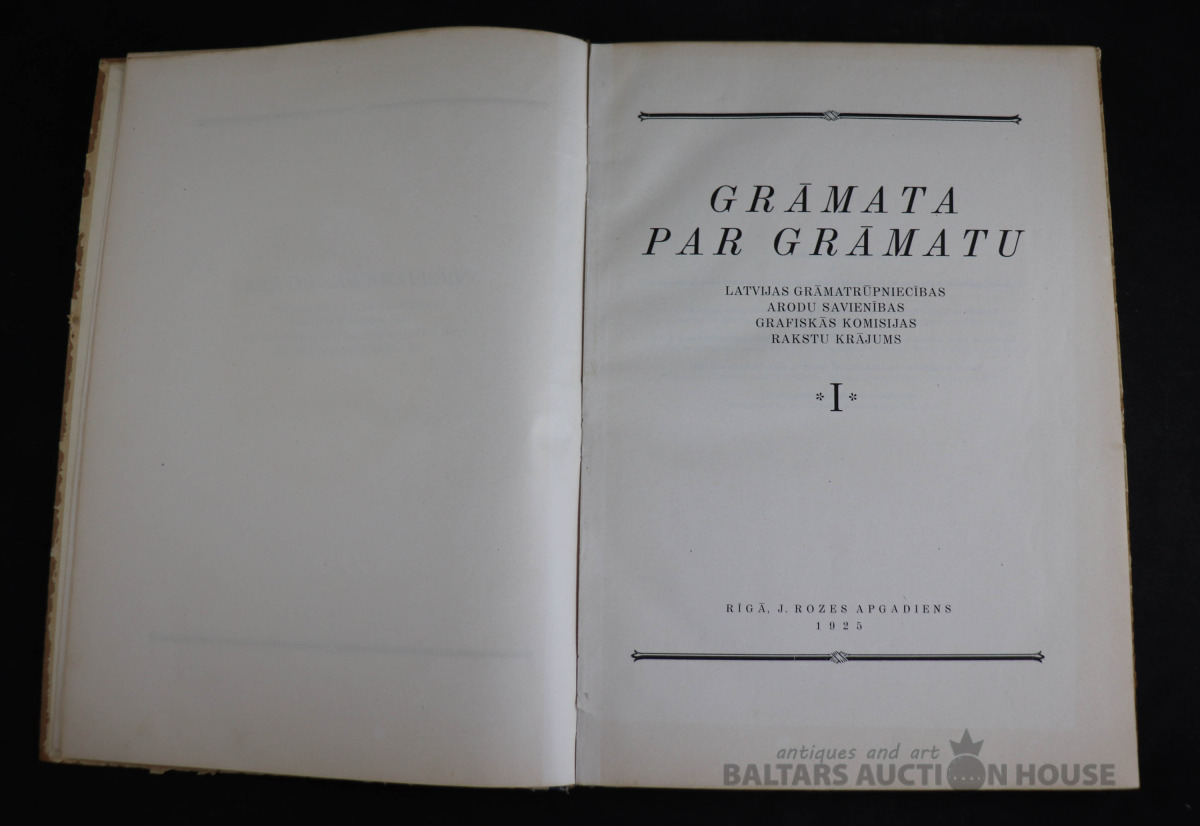 GRĀMATA
PAR GRĀMATU
LATVIJAS GRĀMATRŪPNIECĪBAS
ARODU SAVIENĪBAS
GRAFISKĀS KOMISIJAS
RAKSTU KRĀJUMS
*I*
RĪGĀ, J. ROZES APGADIENS
1925
antiques and art
BALTARS AUCTION HOUSE